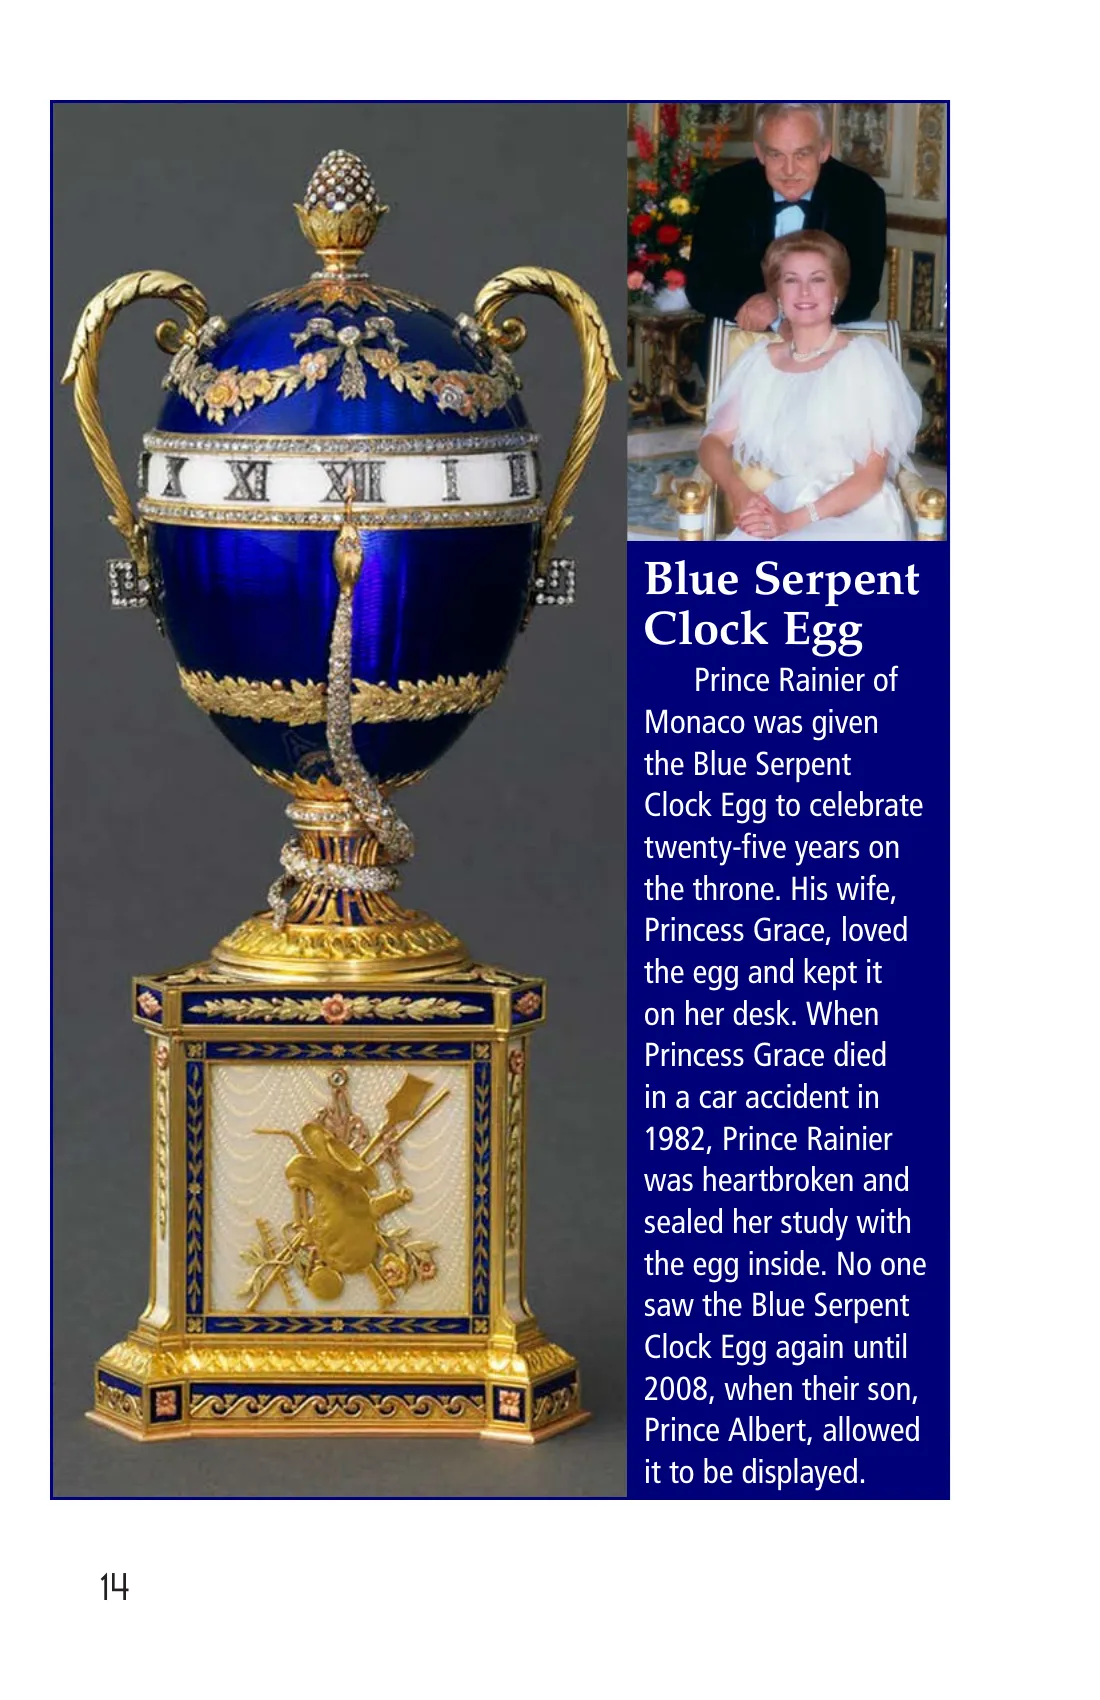 X XI XII I II
Blue Serpent
Clock Egg
Prince Rainier of
Monaco was given
the Blue Serpent
Clock Egg to celebrate
twenty-five years on
the throne. His wife,
Princess Grace, loved
the egg and kept it
on her desk. When
Princess Grace died
in a car accident in
1982, Prince Rainier
was heartbroken and
sealed her study with
the egg inside. No one
saw the Blue Serpent
Clock Egg again until
2008, when their son,
Prince Albert, allowed
it to be displayed.
14